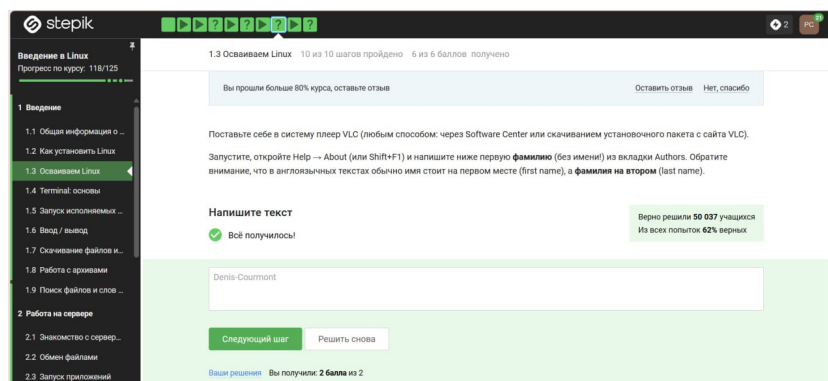 stepik
2
PC
21
Введение в Linux
Прогресс по курсу: 118/125
1.3 Осваиваем Linux 10 из 10 шагов пройдено 6 из 6 баллов получено
Вы прошли больше 80% курса, оставьте отзыв Оставить отзыв Нет, спасибо
1 Введение
1.1 Общая информация о ...
1.2 Как установить Linux
1.3 Осваиваем Linux
1.4 Terminal: основы
1.5 Запуск исполняемых ...
1.6 Ввод / вывод
1.7 Скачивание файлов и...
1.8 Работа с архивами
1.9 Поиск файлов и слов ...
2 Работа на сервере
2.1 Знакомство с сервер...
2.2 Обмен файлами
2.3 Запуск приложений
Поставьте себе в систему плеер VLC (любым способом: через Software Center или скачиванием установочного пакета с сайта VLC).
Запустите, откройте Help → About (или Shift+F1) и напишите ниже первую фамилию (без имени!) из вкладки Authors. Обратите
внимание, что в англоязычных текстах обычно имя стоит на первом месте (first name), а фамилия на втором (last name).
Напишите текст
Всё получилось!
Верно решили 50 037 учащихся
Из всех попыток 62% верных
Denis-Courmont
Следующий шаг Решить снова
Ваши решения Вы получили: 2 балла из 2